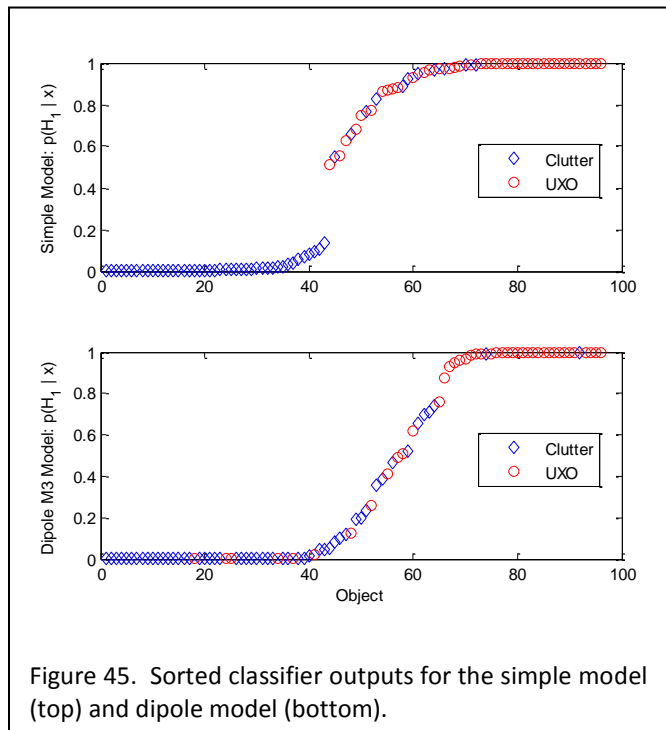 1
0.8
0.6
0.4
0.2
0
Simple Model: p(H1 | x)
Clutter
UXO
0 20 40 60 80 100
1
0.8
0.6
0.4
0.2
0
Dipole M3 Model: p(H1 | x)
Clutter
UXO
0 20 40 60 80 100
Object
Figure 45. Sorted classifier outputs for the simple model
(top) and dipole model (bottom).